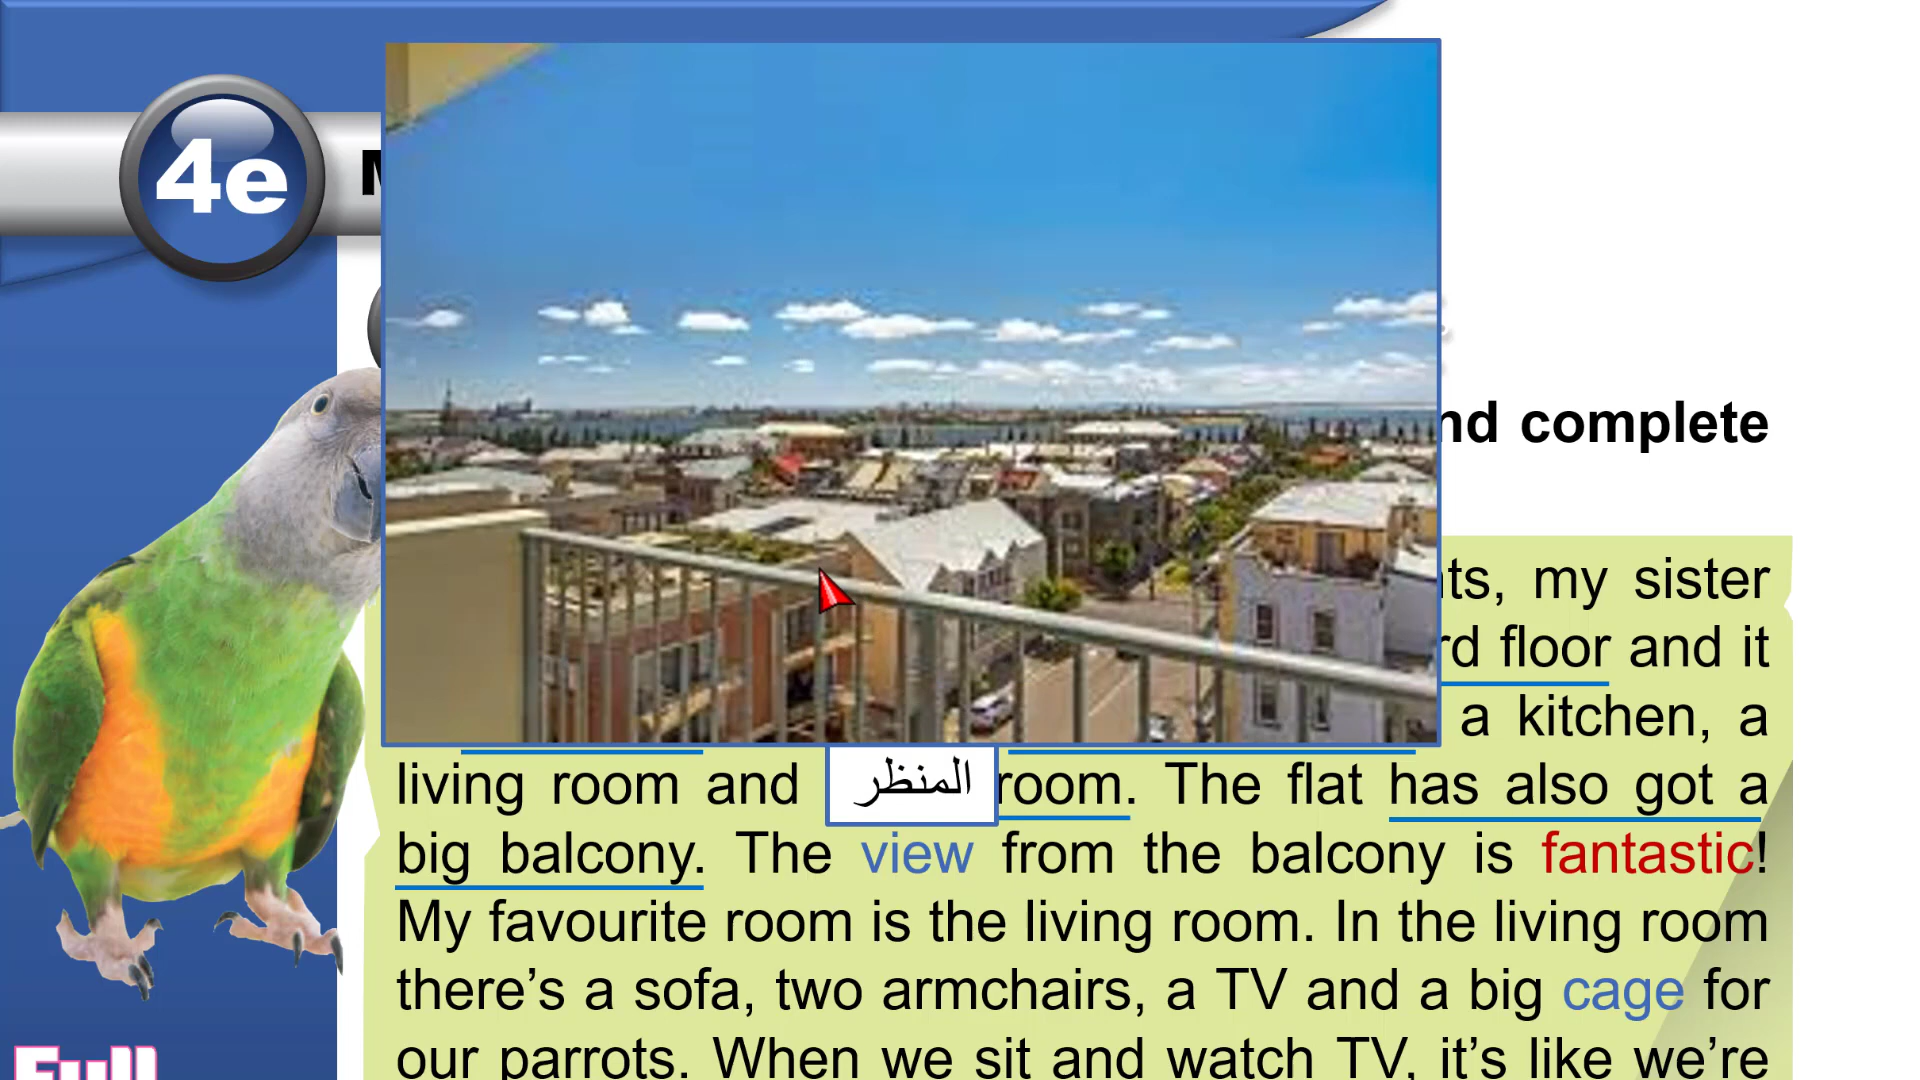 4e
nd complete
ts, my sister
rd floor and it
a kitchen, a
living room and المنظر room. The flat has also got a
big balcony. The view from the balcony is fantastic!
My favourite room is the living room. In the living room
there’s a sofa, two armchairs, a TV and a big cage for
our parrots. When we sit and watch TV, it’s like we’re
Full